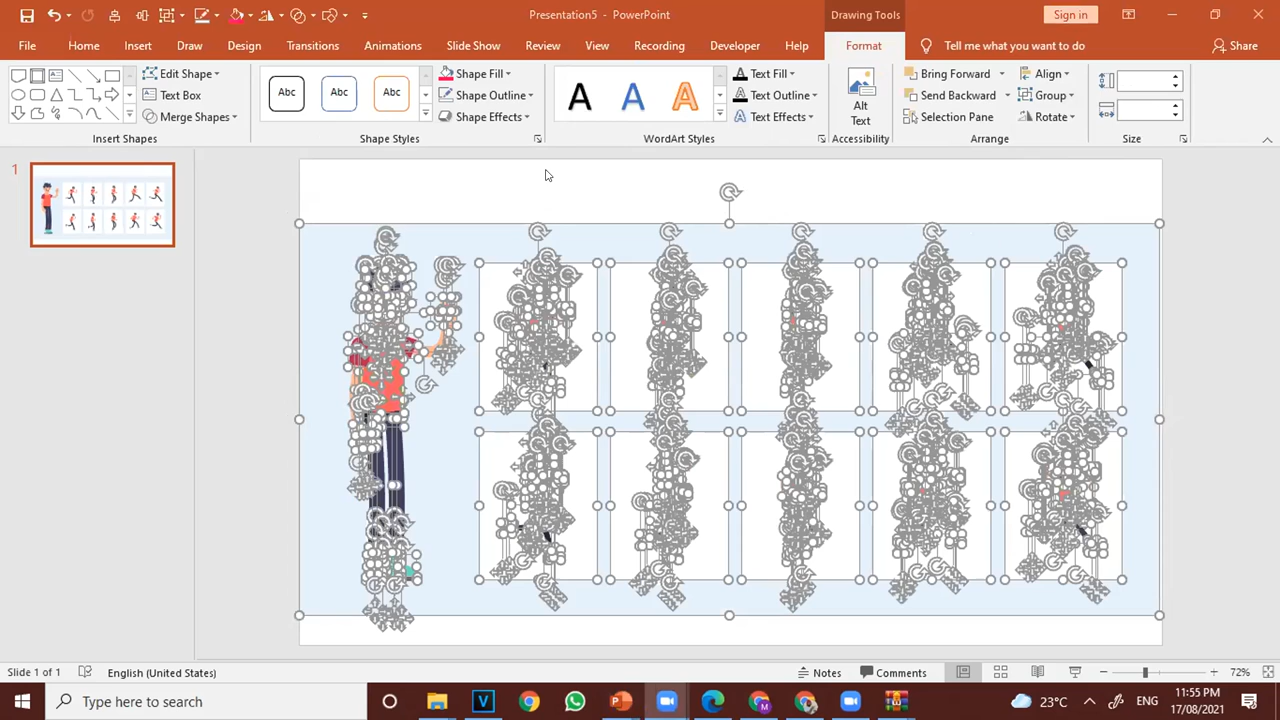 Presentation5 - PowerPoint
Drawing Tools
Sign in
File Home Insert Draw Design Transitions Animations Slide Show Review View Recording Developer Help Format Tell me what you want to do Share
Edit Shape
Text Box
Merge Shapes
Insert Shapes
Abc Abc Abc
Shape Fill
Shape Outline
Shape Effects
Shape Styles
A A A
Text Fill
Text Outline
Text Effects
WordArt Styles
Alt
Text
Accessibility
Bring Forward
Send Backward
Selection Pane
Align
Group
Rotate
Arrange
Size
1
Slide 1 of 1 English (United States) Notes Comments 72%
Type here to search
23°C ENG
11:55 PM
17/08/2021